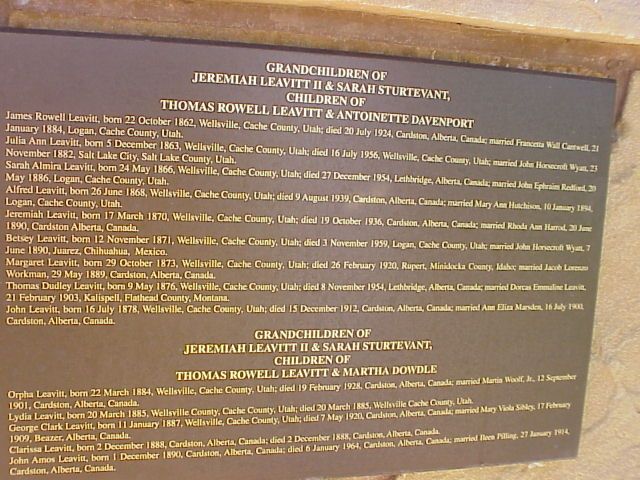 GRANDCHILDREN OF
JEREMIAH LEAVITT II & SARAH STURTEVANT,
CHILDREN OF
THOMAS ROWELL LEAVITT & ANTOINETTE DAVENPORT
James Rowell Leavitt, born 22 October 1862, Wellsville, Cache County, Utah; died 20 July 1924, Cardston, Alberta, Canada; married Francetta Wall Cantwell, 21
January 1884, Logan, Cache County, Utah.
Julia Ann Leavitt, born 5 December 1863, Wellsville, Cache County, Utah; died 16 July 1956, Wellsville, Cache County, Utah; married John Horsecroft Wyatt, 23
November 1882, Salt Lake City, Salt Lake County, Utah.
Sarah Almira Leavitt, born 24 May 1866, Wellsville, Cache County, Utah; died 27 December 1954, Lethbridge, Alberta, Canada; married John Ephraim Redford, 20
May 1886, Logan, Cache County, Utah.
Alfred Leavitt, born 26 June 1868, Wellsville, Cache County, Utah; died 9 August 1939, Cardston, Alberta, Canada; married Mary Ann Hutchison, 10 January 1894,
Logan, Cache County, Utah.
Jeremiah Leavitt, born 17 March 1870, Wellsville, Cache County, Utah; died 19 October 1936, Cardston, Alberta, Canada; married Rhoda Ann Harrod, 20 June
1890, Cardston Alberta, Canada.
Betsey Leavitt, born 12 November 1871, Wellsville, Cache County, Utah; died 3 November 1959, Logan, Cache County, Utah; married John Horsecroft Wyatt, 7
June 1890, Juarez, Chihuahua, Mexico.
Margaret Leavitt, born 29 October 1873, Wellsville, Cache County, Utah; died 26 February 1920, Rupert, Minidocka County, Idaho; married Jacob Lorenzo
Workman, 29 May 1889, Cardston, Alberta, Canada.
Thomas Dudley Leavitt, born 9 May 1876, Wellsville, Cache County, Utah; died 8 November 1954, Lethbridge, Alberta, Canada; married Dorcas Emmaline Leavitt,
21 February 1903, Kalispell, Flathead County, Montana.
John Leavitt, born 16 July 1878, Wellsville, Cache County, Utah; died 15 December 1912, Cardston, Alberta, Canada; married Ann Eliza Marsden, 16 July 1900,
Cardston, Alberta, Canada.
GRANDCHILDREN OF
JEREMIAH LEAVITT II & SARAH STURTEVANT,
CHILDREN OF
THOMAS ROWELL LEAVITT & MARTHA DOWDLE
Orpha Leavitt, born 22 March 1884, Wellsville, Cache County, Utah; died 19 February 1928, Cardston, Alberta, Canada; married Martin Woolf, Jr., 12 September
1901, Cardston, Alberta, Canada.
Lydia Leavitt, born 20 March 1885, Wellsville County, Cache County, Utah; died 20 March 1885, Wellsville Cache County, Utah.
George Clark Leavitt, born 11 January 1887, Wellsville, Cache County, Utah; died 7 May 1920, Cardston, Alberta, Canada; married Mary Viola Sibley, 17 February
1909, Beazer, Alberta, Canada.
Clarissa Leavitt, born 2 December 1888, Cardston, Alberta, Canada; died 2 December 1888, Cardston, Alberta, Canada.
John Amos Leavitt, born 1 December 1890, Cardston, Alberta, Canada; died 6 January 1964, Cardston, Alberta, Canada; married Ileen Pilling, 27 January 1914,
Cardston, Alberta, Canada.